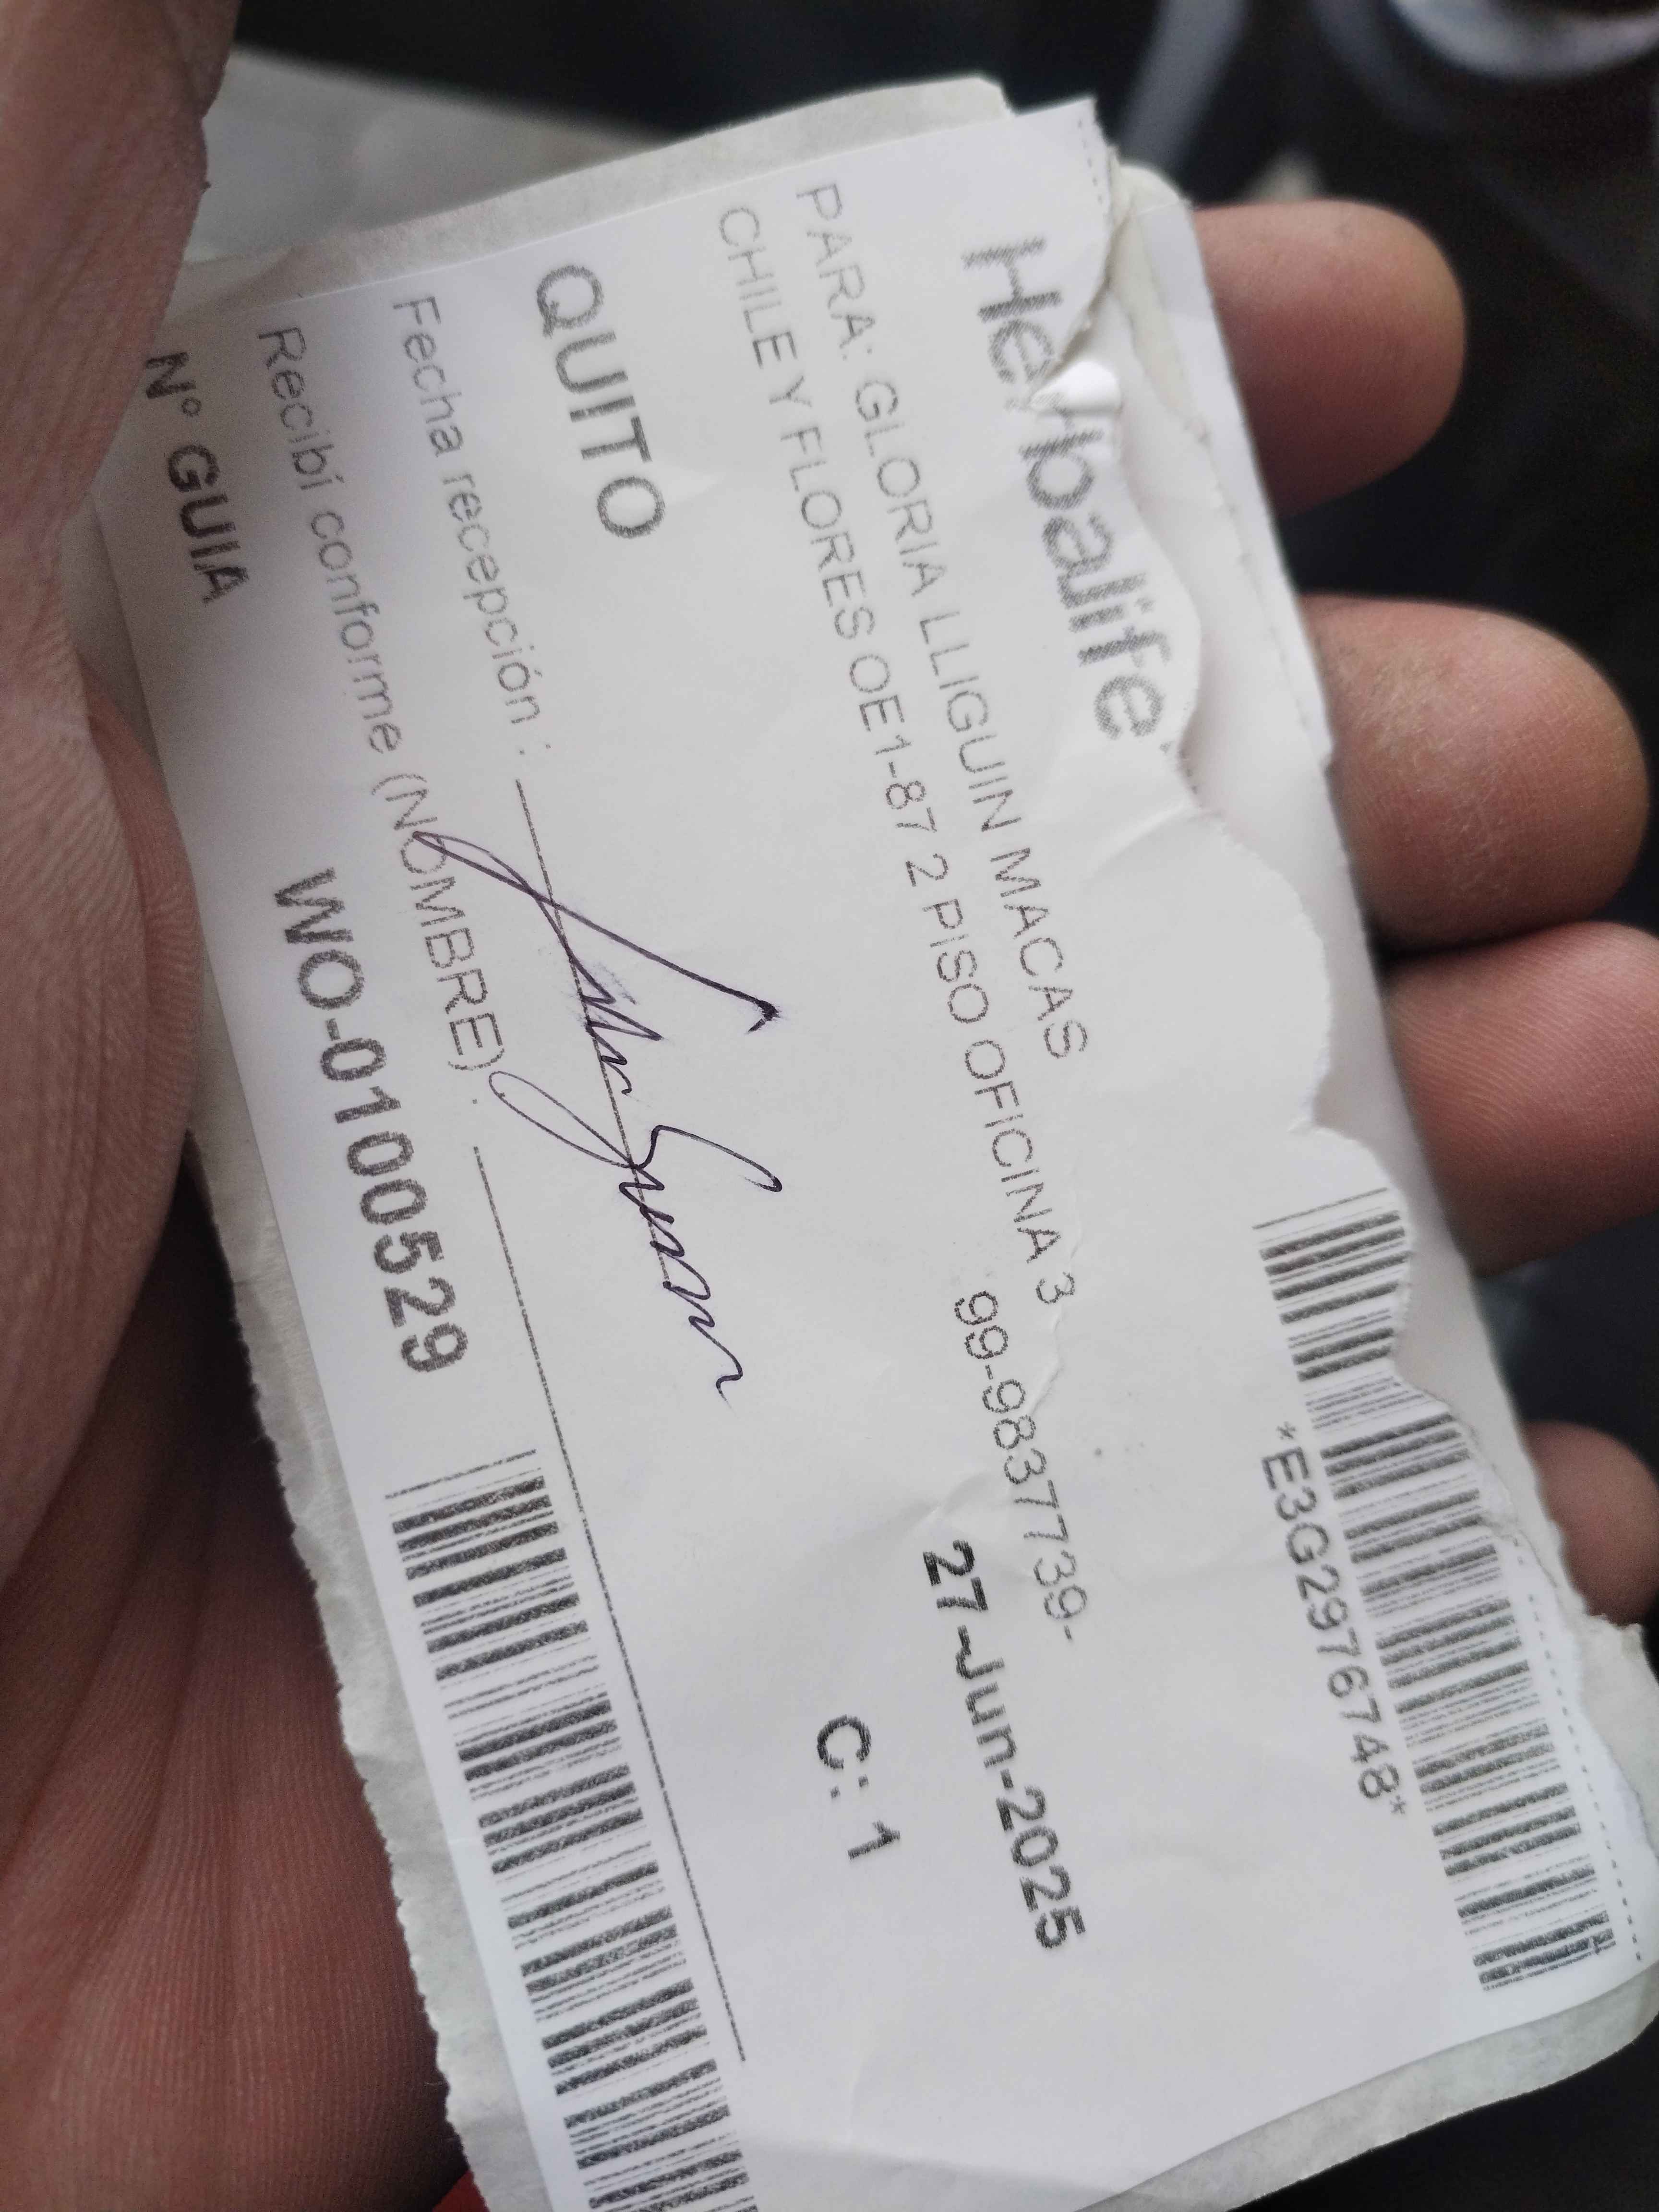 Herbalife
*E3G2976748*
PARA: GLORIA LLIGUIN MACAS
CHILE Y FLORES OE1-87 2 PISO OFICINA 3
99-9837739-
27-Jun-2025
QUITO
C: 1
Fecha recepción :
Recibí conforme (NOMBRE) :
N° GUIA WO-0100529